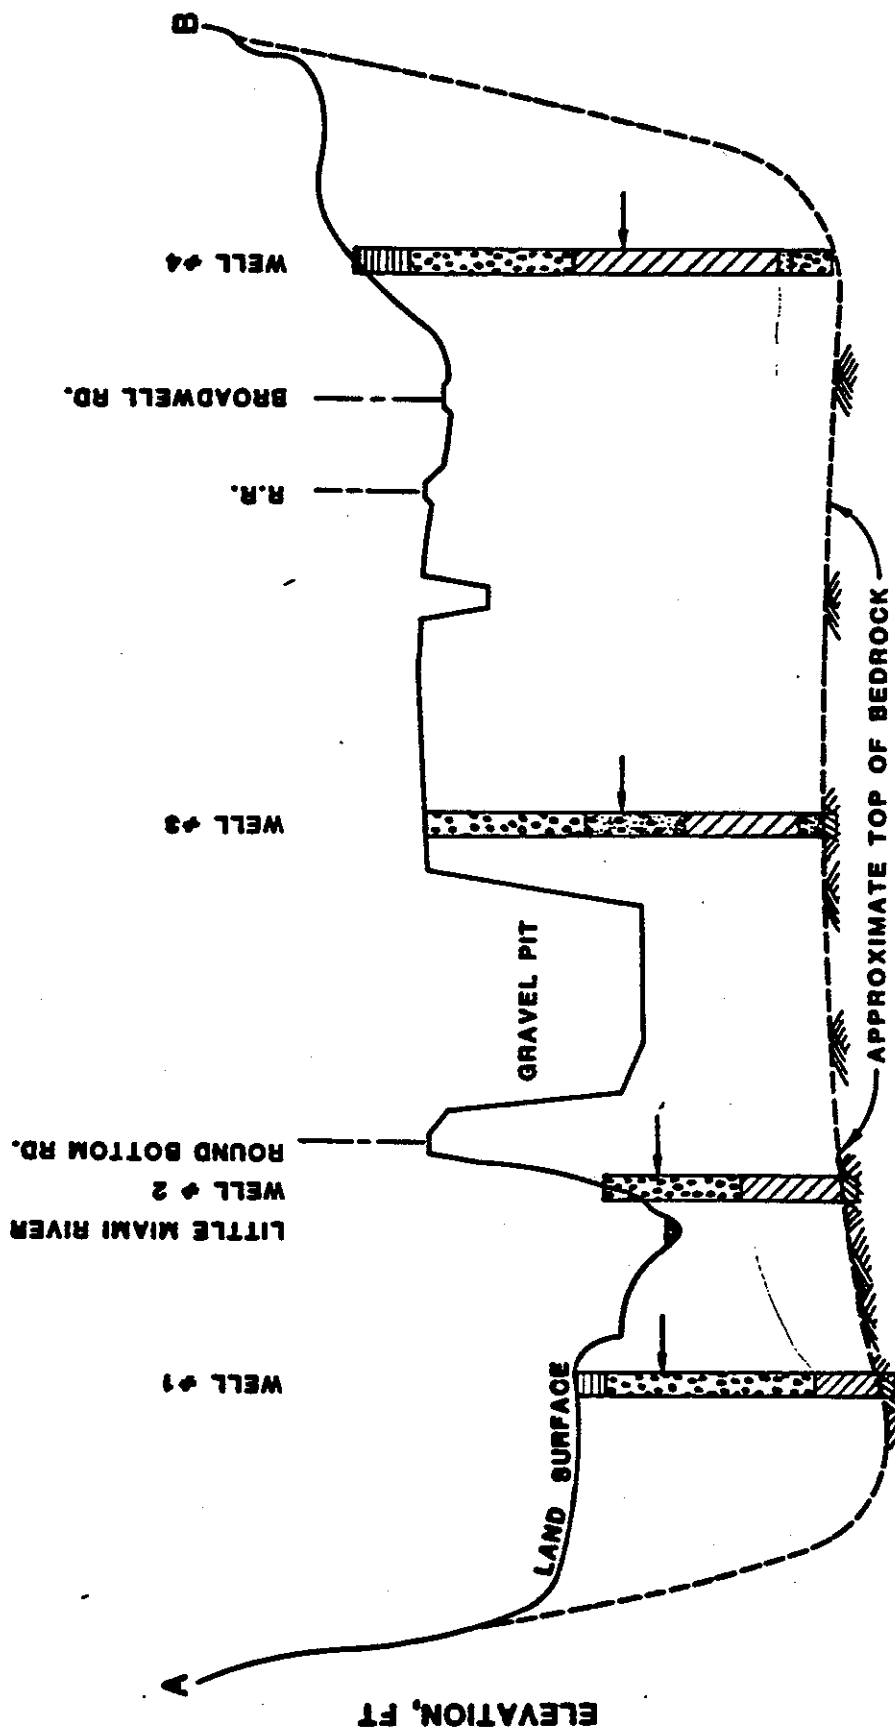 A
B
ELEVATION, FT
WELL #1
LITTLE MIAMI RIVER
WELL # 2
ROUND BOTTOM RD.
WELL #3
R.R.
BROADWELL RD.
WELL #4
LAND SURFACE
GRAVEL PIT
APPROXIMATE TOP OF BEDROCK